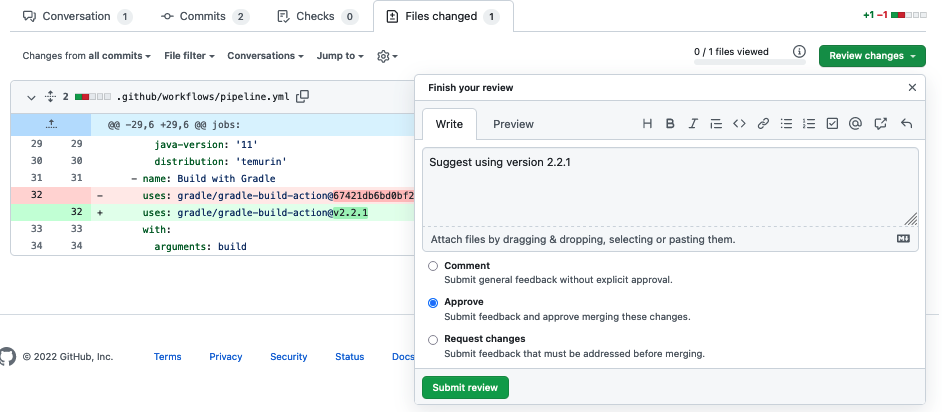 Conversation 1 Commits 2 Checks 0 Files changed 1 +1 −1
Changes from all commits File filter Conversations Jump to 0 / 1 files viewed Review changes
2 .github/workflows/pipeline.yml
@@ -29,6 +29,6 @@ jobs:
29 29 java-version: '11'
30 30 distribution: 'temurin'
31 31 - name: Build with Gradle
32 - uses: gradle/gradle-build-action@67421db6bd0bf2
32 + uses: gradle/gradle-build-action@v2.2.1
33 33 with:
34 34 arguments: build
Finish your review
Write Preview
Suggest using version 2.2.1
Attach files by dragging & dropping, selecting or pasting them.
Comment
Submit general feedback without explicit approval.
Approve
Submit feedback and approve merging these changes.
Request changes
Submit feedback that must be addressed before merging.
Submit review
© 2022 GitHub, Inc. Terms Privacy Security Status Docs